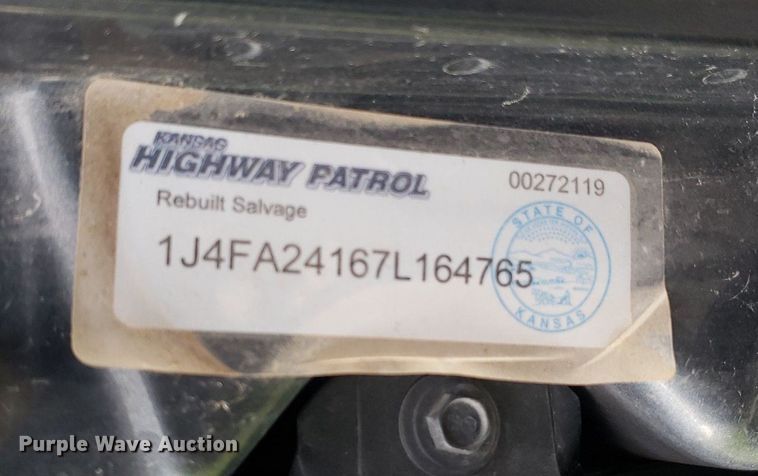 KANSAS
HIGHWAY PATROL
00272119
Rebuilt Salvage
1J4FA24167L164765
STATE OF
KANSAS
Purple Wave Auction